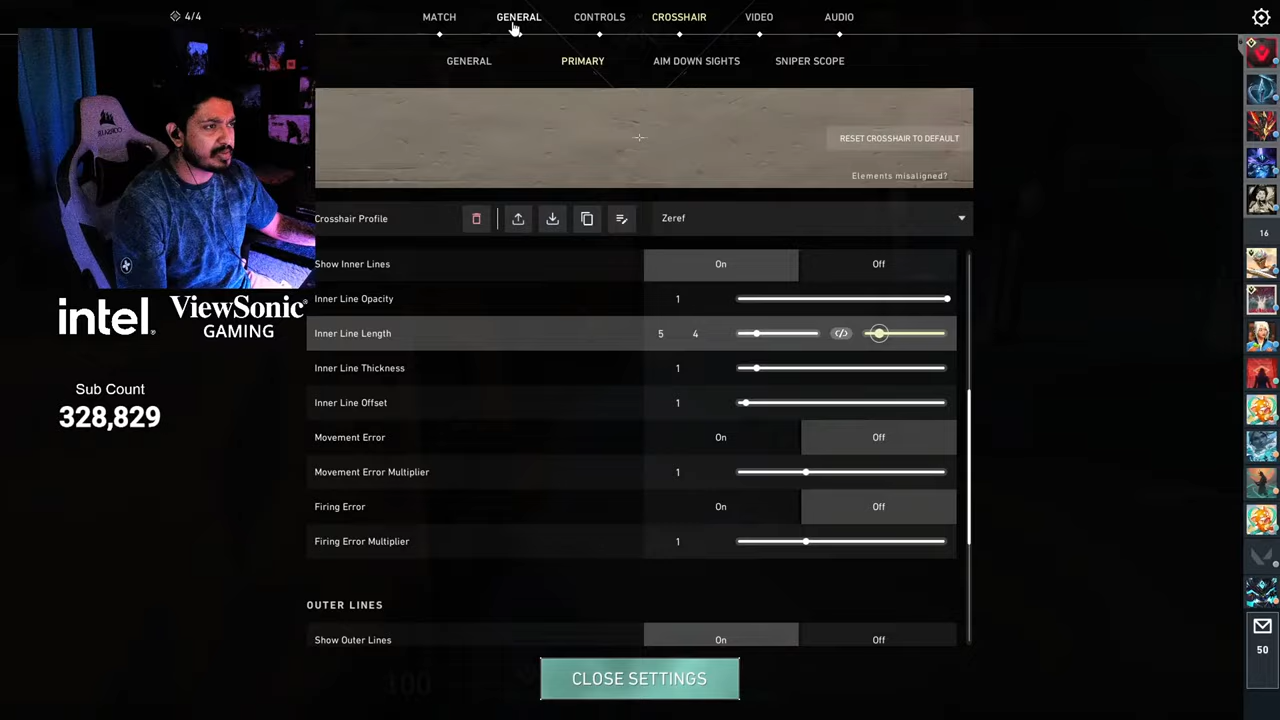 4/4
MATCH GENERAL CONTROLS CROSSHAIR VIDEO AUDIO
GENERAL PRIMARY AIM DOWN SIGHTS SNIPER SCOPE
RESET CROSSHAIR TO DEFAULT
Elements misaligned?
Crosshair Profile Zeref
Show Inner Lines On Off
Inner Line Opacity 1
Inner Line Length 5 4
Inner Line Thickness 1
Inner Line Offset 1
Movement Error On Off
Movement Error Multiplier 1
Firing Error On Off
Firing Error Multiplier 1
OUTER LINES
Show Outer Lines On Off
CLOSE SETTINGS
100
intel. ViewSonic
GAMING
Sub Count
328,829
16
50